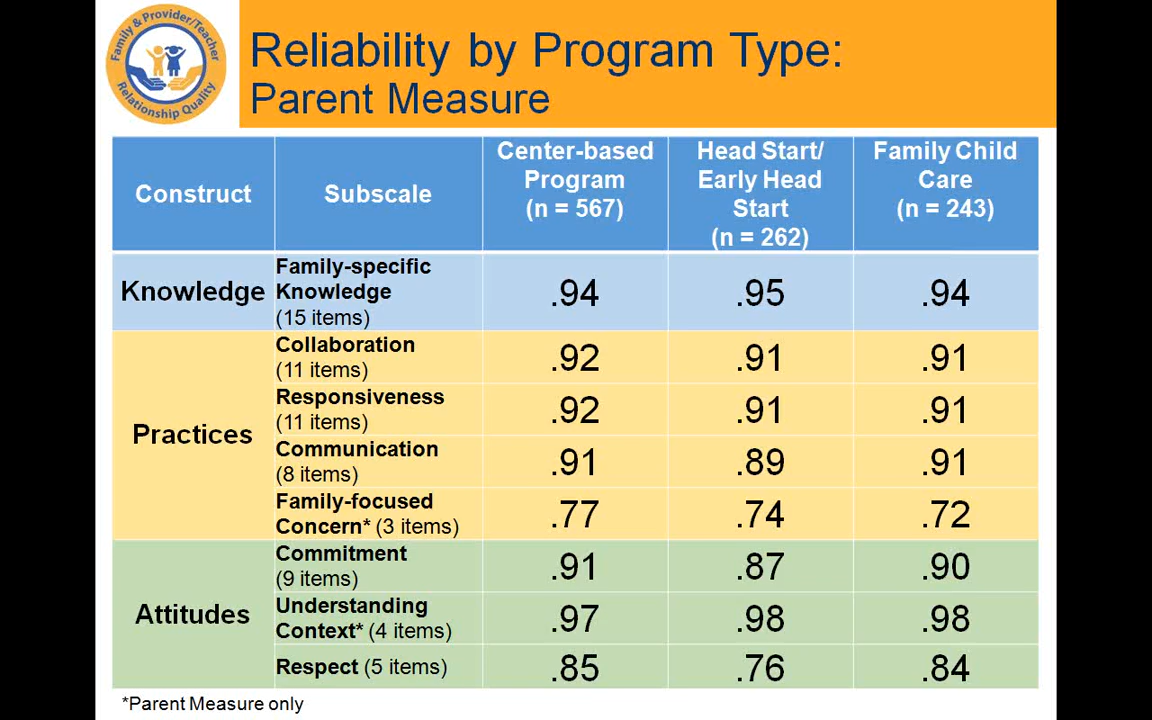 Family & Provider/Teacher
Relationship Quality
Reliability by Program Type:
Parent Measure
Construct
Subscale
Center-based
Program
(n = 567)
Head Start/
Early Head
Start
(n = 262)
Family Child
Care
(n = 243)
Knowledge
Family-specific
Knowledge
(15 items)
.94
.95
.94
Practices
Collaboration
(11 items)
.92
.91
.91
Responsiveness
(11 items)
.92
.91
.91
Communication
(8 items)
.91
.89
.91
Family-focused
Concern* (3 items)
.77
.74
.72
Attitudes
Commitment
(9 items)
.91
.87
.90
Understanding
Context* (4 items)
.97
.98
.98
Respect (5 items)
.85
.76
.84
*Parent Measure only